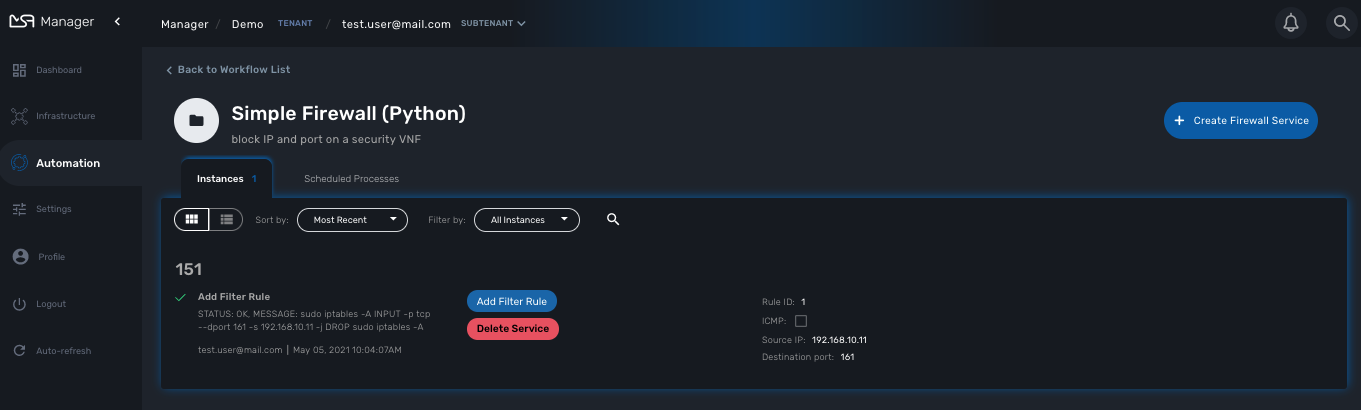 MSA Manager
Manager / Demo TENANT / test.user@mail.com SUBTENANT
Dashboard
Infrastructure
Automation
Settings
Profile
Logout
Auto-refresh
Back to Workflow List
Simple Firewall (Python)
block IP and port on a security VNF
+ Create Firewall Service
Instances 1
Scheduled Processes
Sort by: Most Recent
Filter by: All Instances
151
Add Filter Rule
STATUS: OK, MESSAGE: sudo iptables -A INPUT -p tcp
--dport 161 -s 192.168.10.11 -j DROP sudo iptables -A
test.user@mail.com | May 05, 2021 10:04:07AM
Add Filter Rule
Delete Service
Rule ID: 1
ICMP:
Source IP: 192.168.10.11
Destination port: 161